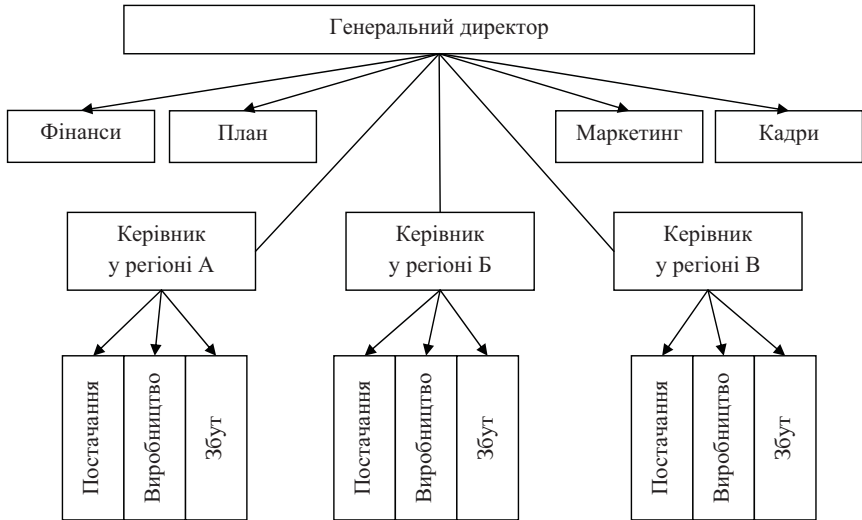 Генеральний директор
Фінанси
План
Маркетинг
Кадри
Керівник
у регіоні А
Керівник
у регіоні Б
Керівник
у регіоні В
Постачання
Виробництво
Збут
Постачання
Виробництво
Збут
Постачання
Виробництво
Збут